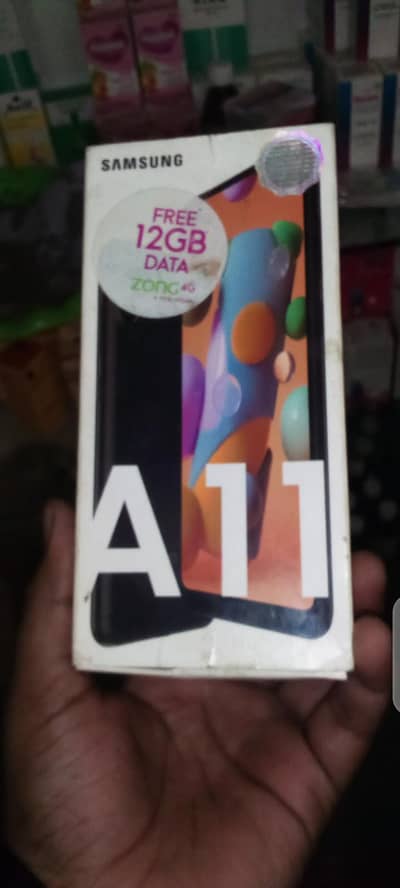 SAMSUNG
FREE
12GB
DATA
zong 4G
A11